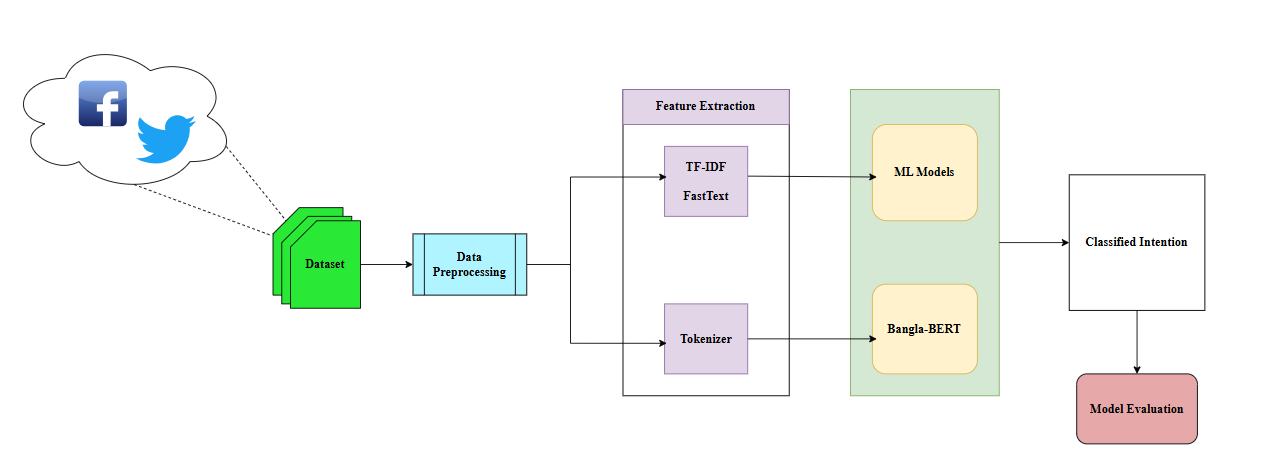 f
Dataset
Data
Preprocessing
Feature Extraction
TF-IDF
FastText
Tokenizer
ML Models
Bangla-BERT
Classified Intention
Model Evaluation